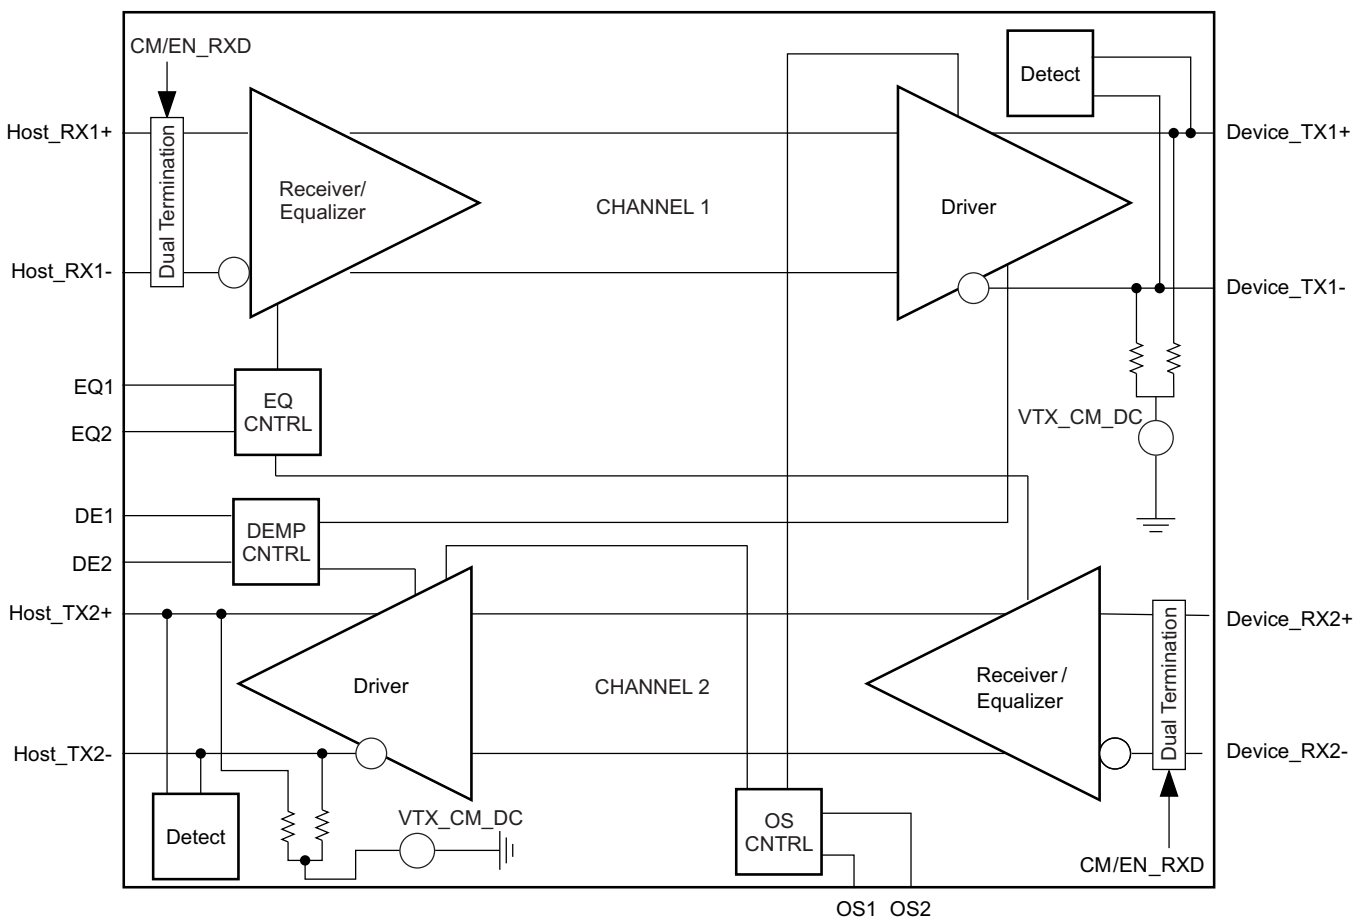 CM/EN_RXD
Detect
Host_RX1+
Device_TX1+
Dual Termination
Receiver/
Equalizer
CHANNEL 1
Driver
Host_RX1-
Device_TX1-
EQ1
EQ
CNTRL
EQ2
VTX_CM_DC
DE1
DEMP
CNTRL
DE2
Host_TX2+
Device_RX2+
Driver
CHANNEL 2
Receiver /
Equalizer
Dual Termination
Host_TX2-
Device_RX2-
Detect
VTX_CM_DC
OS
CNTRL
CM/EN_RXD
OS1
OS2